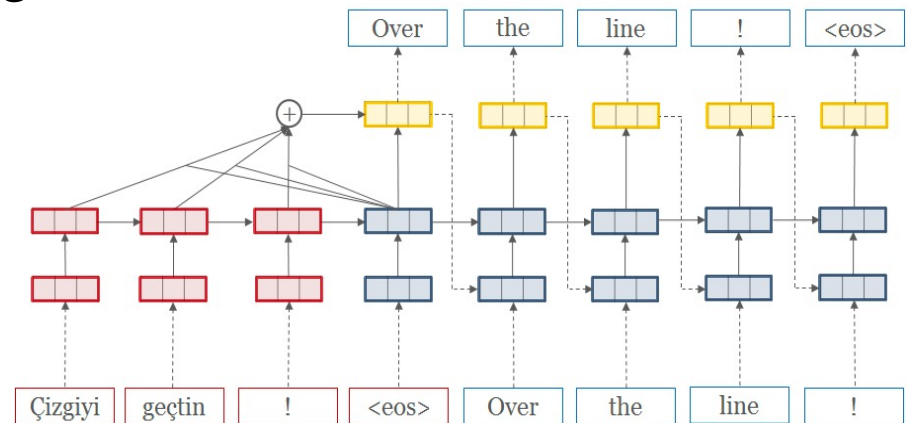 Over the line ! <eos>
+
Çizgiyi geçtin ! <eos> Over the line !